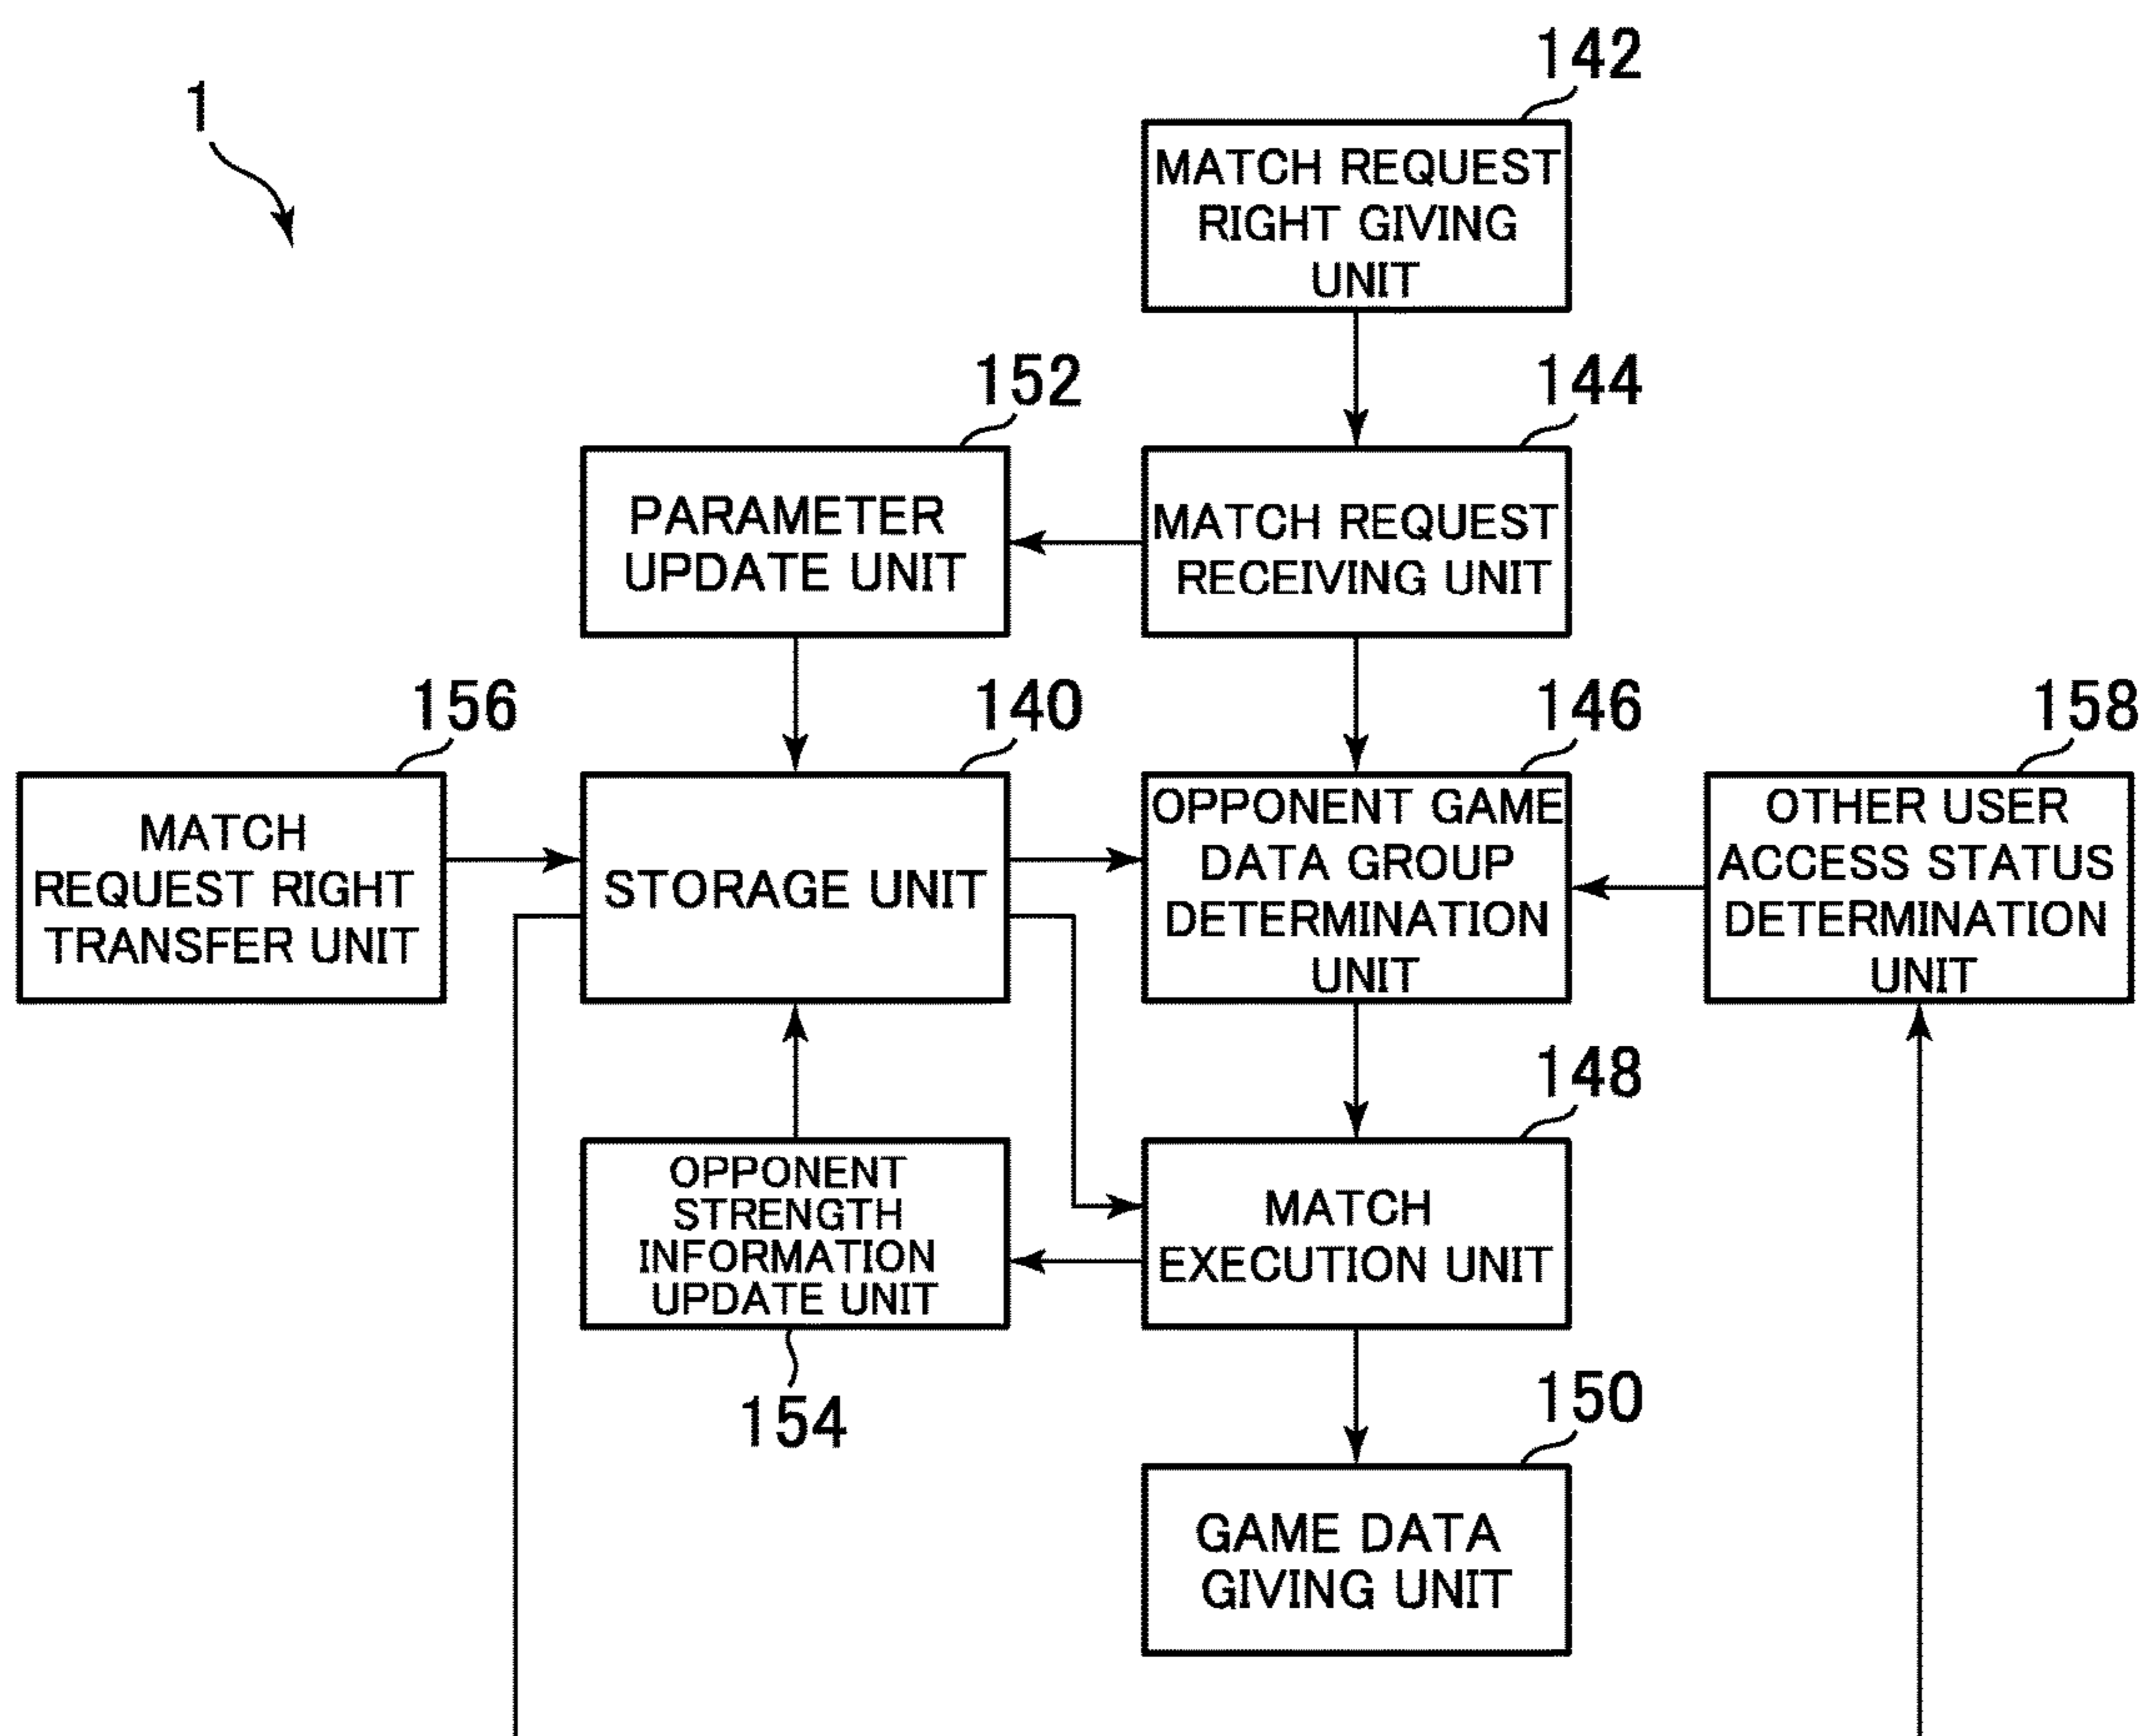 1
142
MATCH REQUEST
RIGHT GIVING
UNIT
152
144
PARAMETER
UPDATE UNIT
MATCH REQUEST
RECEIVING UNIT
156
140
146
158
MATCH
REQUEST RIGHT
TRANSFER UNIT
STORAGE UNIT
OPPONENT GAME
DATA GROUP
DETERMINATION
UNIT
OTHER USER
ACCESS STATUS
DETERMINATION
UNIT
148
OPPONENT
STRENGTH
INFORMATION
UPDATE UNIT
MATCH
EXECUTION UNIT
154
150
GAME DATA
GIVING UNIT